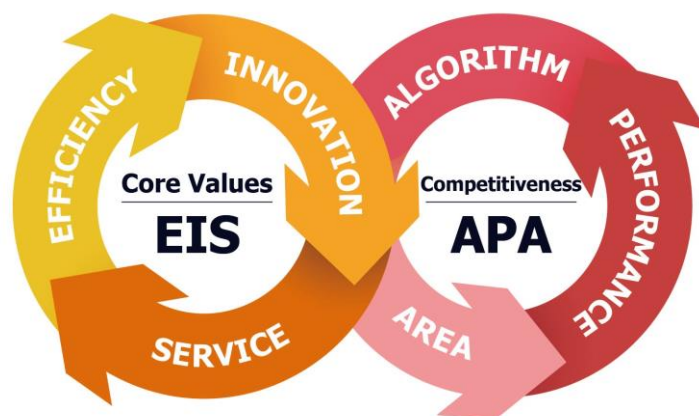 EFFICIENCY
INNOVATION
SERVICE
Core Values
EIS
ALGORITHM
PERFORMANCE
AREA
Competitiveness
APA